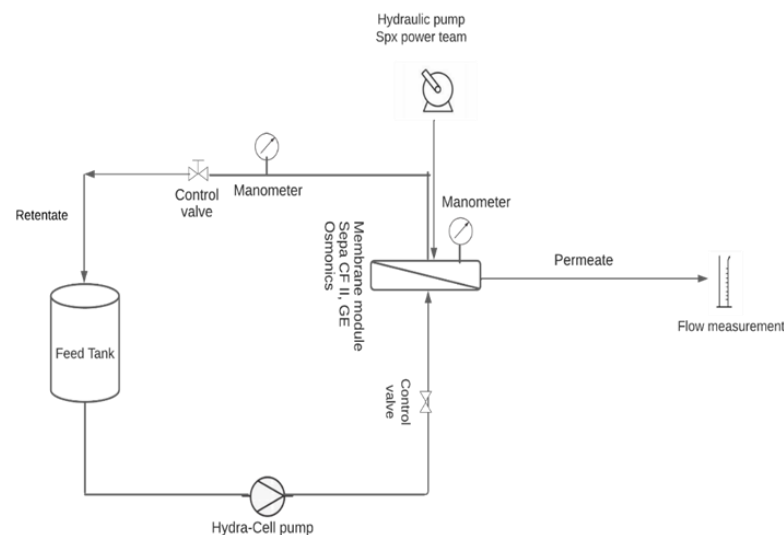 Hydraulic pump
Spx power team
Control
valve
Manometer
Manometer
Retentate
Membrane module
Sepa CF II, GE
Osmonics
Permeate
Flow measurement
Feed Tank
Control
valve
Hydra-Cell pump